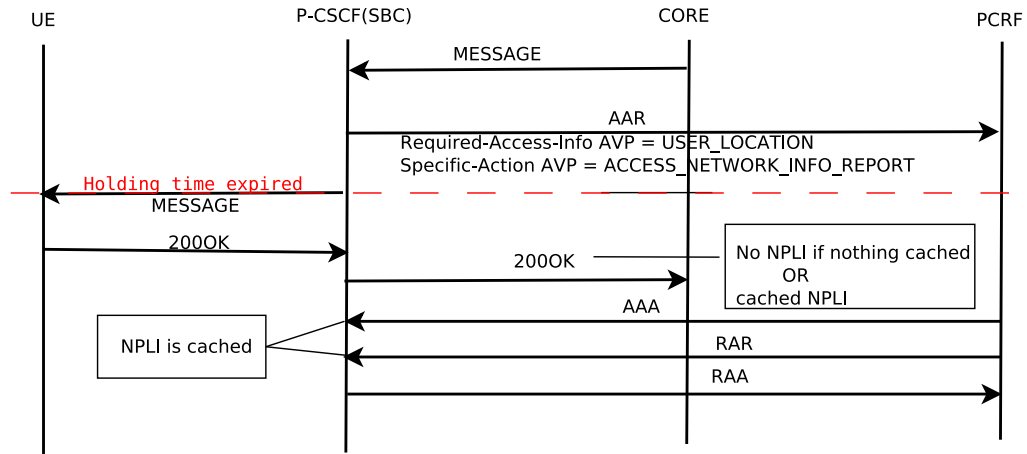 UE
P-CSCF(SBC)
CORE
PCRF
MESSAGE
AAR
Required-Access-Info AVP = USER_LOCATION
Specific-Action AVP = ACCESS_NETWORK_INFO_REPORT
Holding time expired
MESSAGE
200OK
200OK
No NPLI if nothing cached
OR
cached NPLI
AAA
NPLI is cached
RAR
RAA